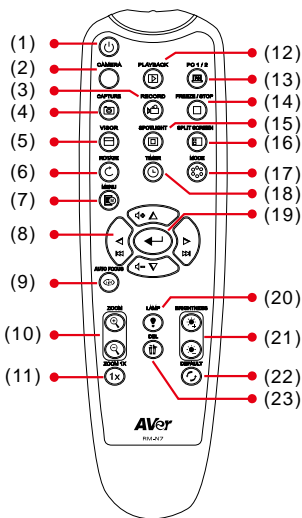 (1)
(2)
(3)
(4)
(5)
(6)
(7)
(8)
(9)
(10)
(11)
CAMERA
PLAYBACK
PC 1 / 2
CAPTURE
RECORD
FREEZE / STOP
VISOR
SPOTLIGHT
SPLIT SCREEN
ROTATE
TIMER
MODE
MENU
AUTO FOCUS
ZOOM
LAMP
BRIGHTNESS
DEL
ZOOM 1X
DEFAULT
1x
AVer
RM-N7
(12)
(13)
(14)
(15)
(16)
(17)
(18)
(19)
(20)
(21)
(22)
(23)